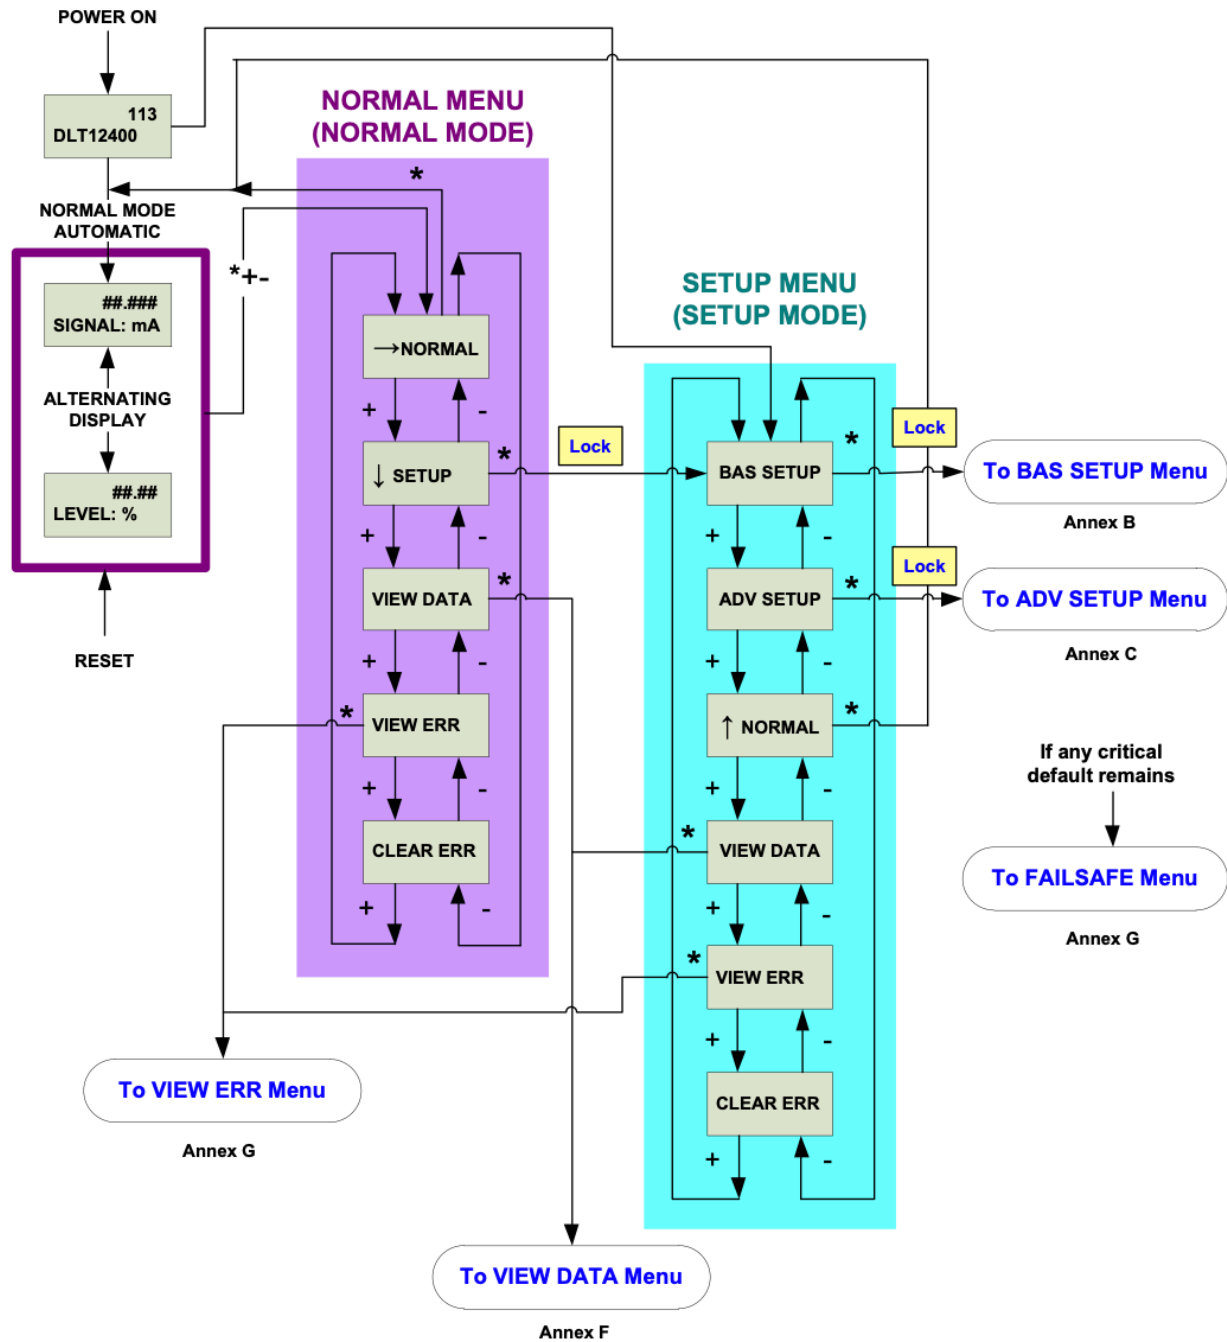 POWER ON
113
DLT12400
NORMAL MENU
(NORMAL MODE)
*
NORMAL MODE
AUTOMATIC
*+-
##.###
SIGNAL: mA
ALTERNATING
DISPLAY
##.##
LEVEL: %
RESET
→NORMAL
+
-
↓ SETUP
*
Lock
+
-
VIEW DATA
*
+
-
*
VIEW ERR
+
-
CLEAR ERR
+
-
SETUP MENU
(SETUP MODE)
BAS SETUP
*
Lock
To BAS SETUP Menu
Annex B
+
-
ADV SETUP
*
Lock
To ADV SETUP Menu
Annex C
+
-
↑ NORMAL
*
+
-
*
VIEW DATA
+
-
*
VIEW ERR
+
-
CLEAR ERR
+
-
If any critical
default remains
To FAILSAFE Menu
Annex G
To VIEW ERR Menu
Annex G
To VIEW DATA Menu
Annex F